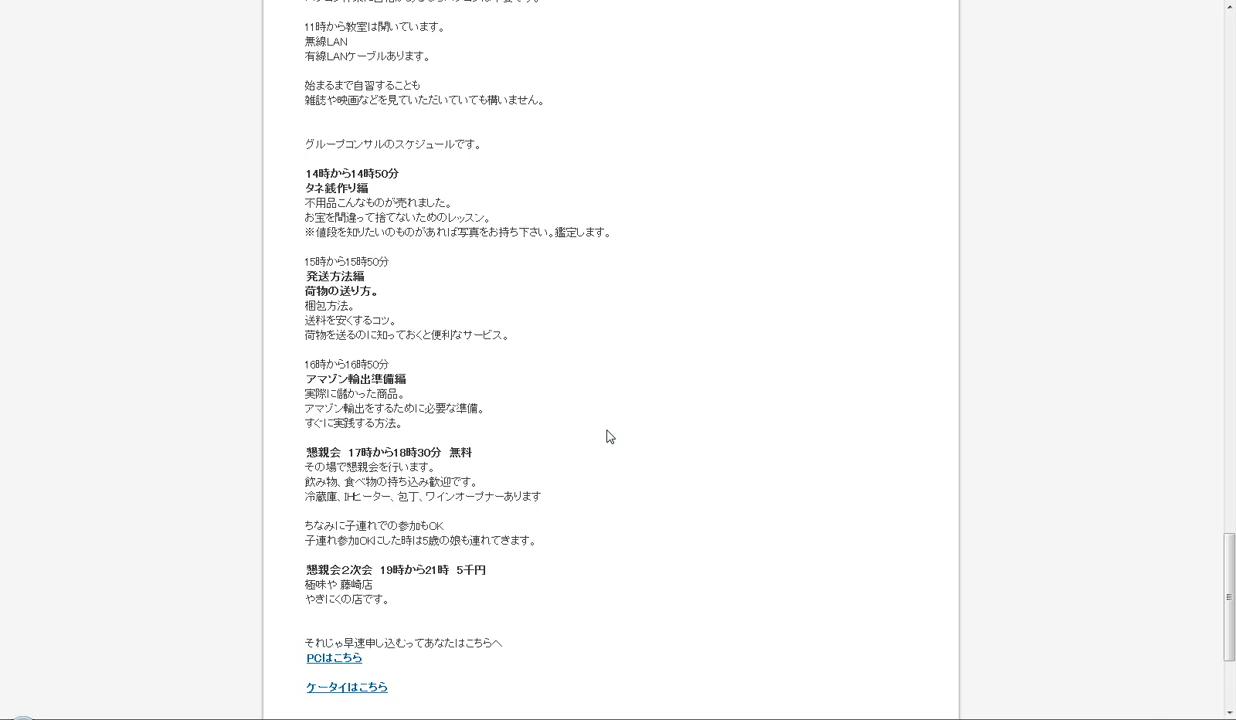 11時から教室は開いています。
無線LAN
有線LANケーブルあります。
始まるまで自習することも
雑誌や映画などを見ていただいていても構いません。
グループコンサルのスケジュールです。
14時から14時50分
タネ銭作り編
不用品こんなものが売れました。
お宝を間違って捨てないためのレッスン。
※値段を知りたいのものがあれば写真をお持ち下さい。鑑定します。
15時から15時50分
発送方法編
荷物の送り方。
梱包方法。
送料を安くするコツ。
荷物を送るのに知っておくと便利なサービス。
16時から16時50分
アマゾン輸出準備編
実際に儲かった商品。
アマゾン輸出をするために必要な準備。
すぐに実践する方法。
懇親会 17時から18時30分 無料
その場で懇親会を行います。
飲み物、食べ物の持ち込み歓迎です。
冷蔵庫、IHヒーター、包丁、ワインオープナーあります
ちなみに子連れでの参加もOK
子連れ参加OKにした時は5歳の娘も連れてきます。
懇親会2次会 19時から21時 5千円
極味や 藤崎店
やきにくの店です。
それじゃ早速申し込むってあなたはこちらへ
PCはこちら
ケータイはこちら